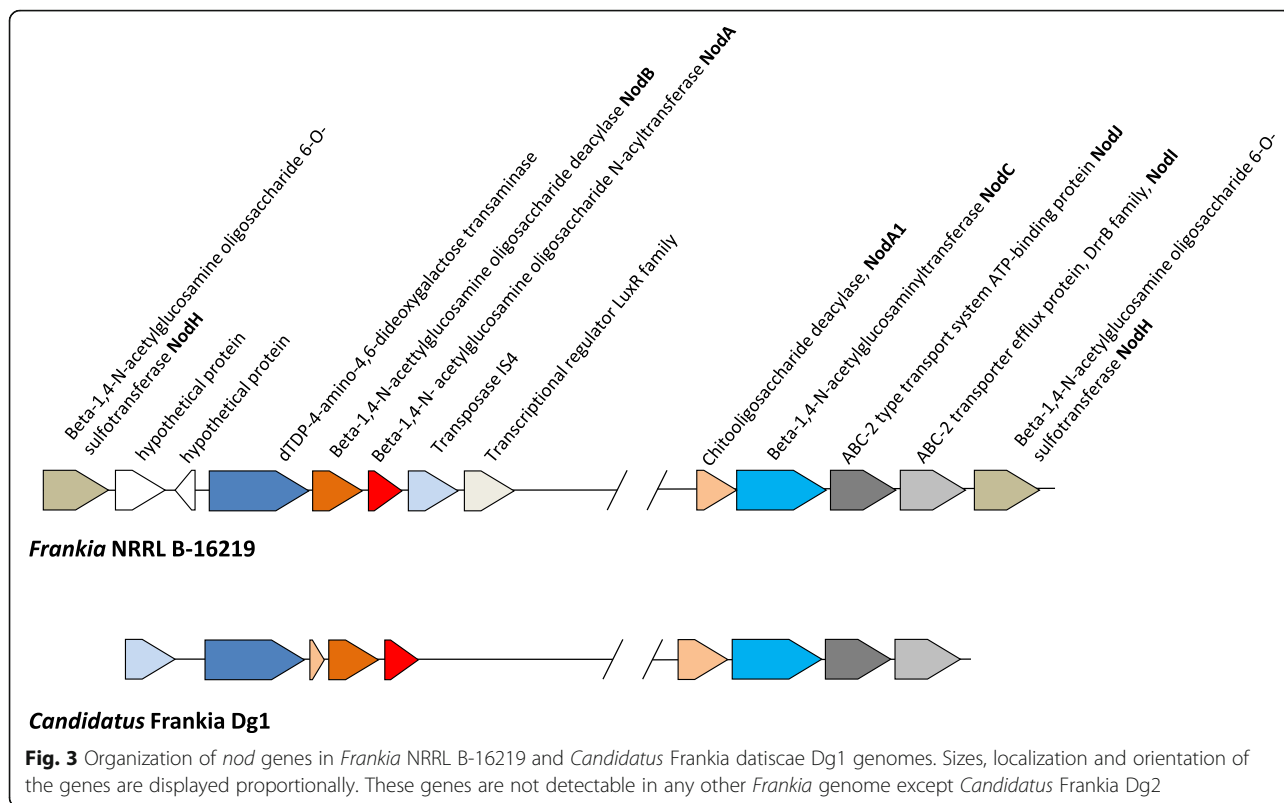 Beta-1,4-N-acetylglucosamine oligosaccharide 6-O-
sulfotransferase NodH
hypothetical protein
hypothetical protein
dTDP-4-amino-4,6-dideoxygalactose transaminase
Beta-1,4-N-acettylglucosamine oligosaccharide deacylase NodB
Beta-1,4-N- acetylglucosamine oligosaccharide N-acyltransferase NodA
Transpose IS4
Transcriptional regulator LuxR family
Chitooligosaccharide deacylase, NodA1
Beta-1,4-N-acetylglucosaminyltransferase NodC
ABC-2 type transport system ATP-binding protein NodJ
ABC-2 transporter efflux protein, DrrB family, NodI
Beta-1,4-N-acetylglucosamine oligosaccharide 6-O-
sulfotransferase NodH
Frankia NRRL B-16219
Candidatus Frankia Dg1
Fig. 3 Organization of nod genes in Frankia NRRL B-16219 and Candidatus Frankia datiscae Dg1 genomes. Sizes, localization and orientation of
the genes are displayed proportionally. These genes are not detectable in any other Frankia genome except Candidatus Frankia Dg2